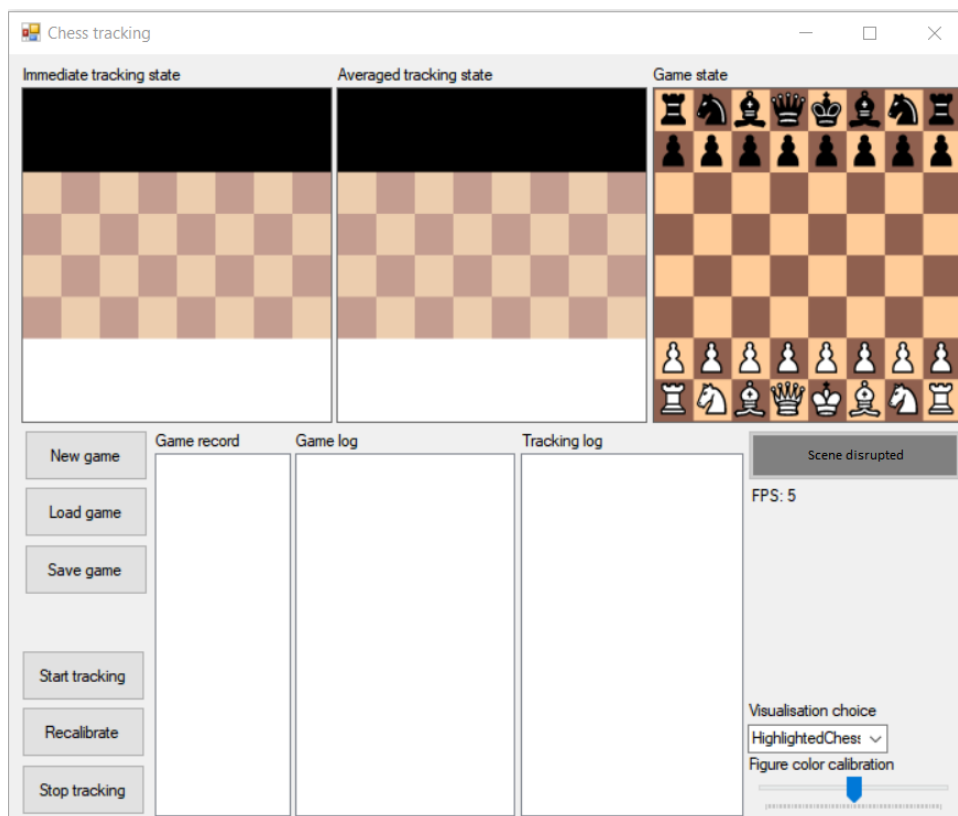 Chess tracking
Immediate tracking state
Averaged tracking state
Game state
New game
Load game
Save game
Start tracking
Recalibrate
Stop tracking
Game record
Game log
Tracking log
Scene disrupted
FPS: 5
Visualisation choice
HighlightedChes
Figure color calibration